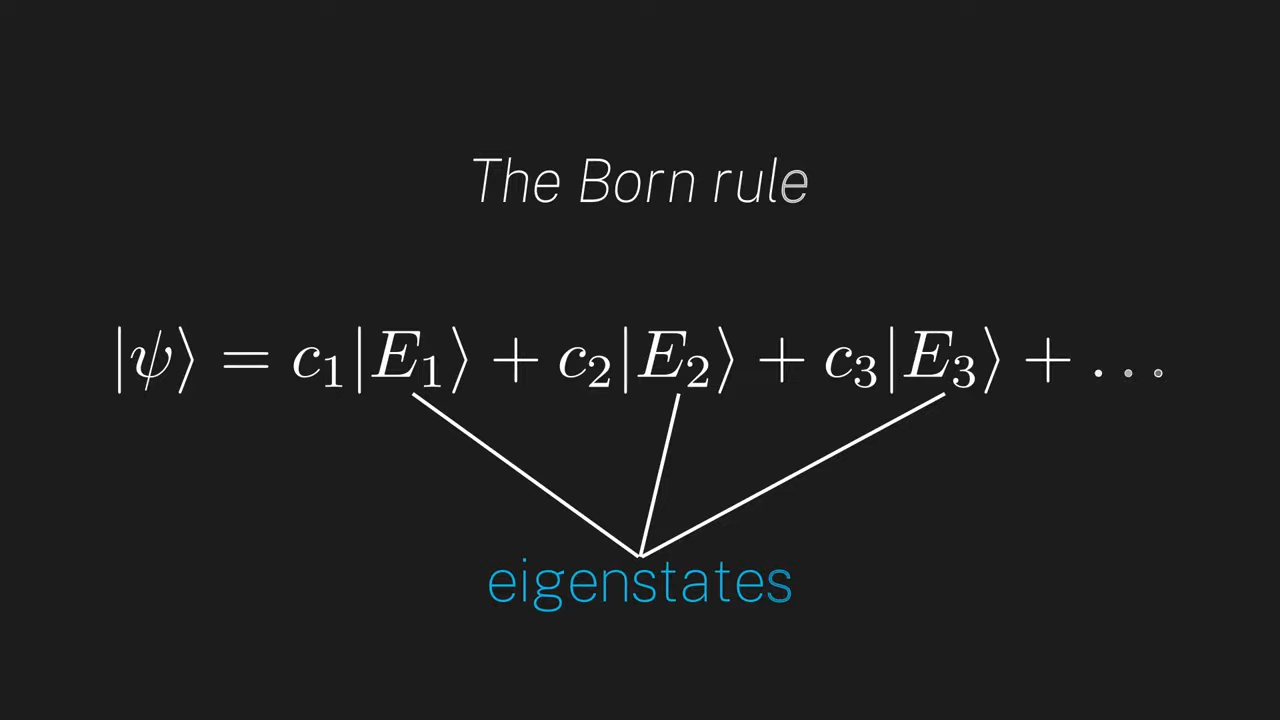 The Born rule
|ψ⟩ = c₁|E₁⟩ + c₂|E₂⟩ + c₃|E₃⟩ + ...
eigenstates